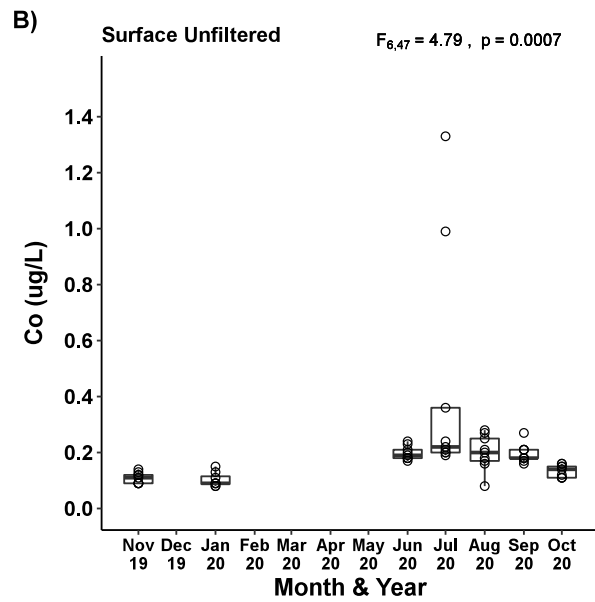 B)
Surface Unfiltered
F6,47 = 4.79 , p = 0.0007
Co (ug/L)
1.4
1.2
1.0
0.8
0.6
0.4
0.2
0.0
Nov Dec Jan Feb Mar Apr May Jun Jul Aug Sep Oct
19 19 20 20 20 20 20 20 20 20 20 20
Month & Year